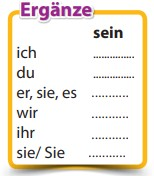 Ergänze
sein
ich ...............
du ...............
er, sie, es ...........
wir ...........
ihr ...........
sie/ Sie ...........